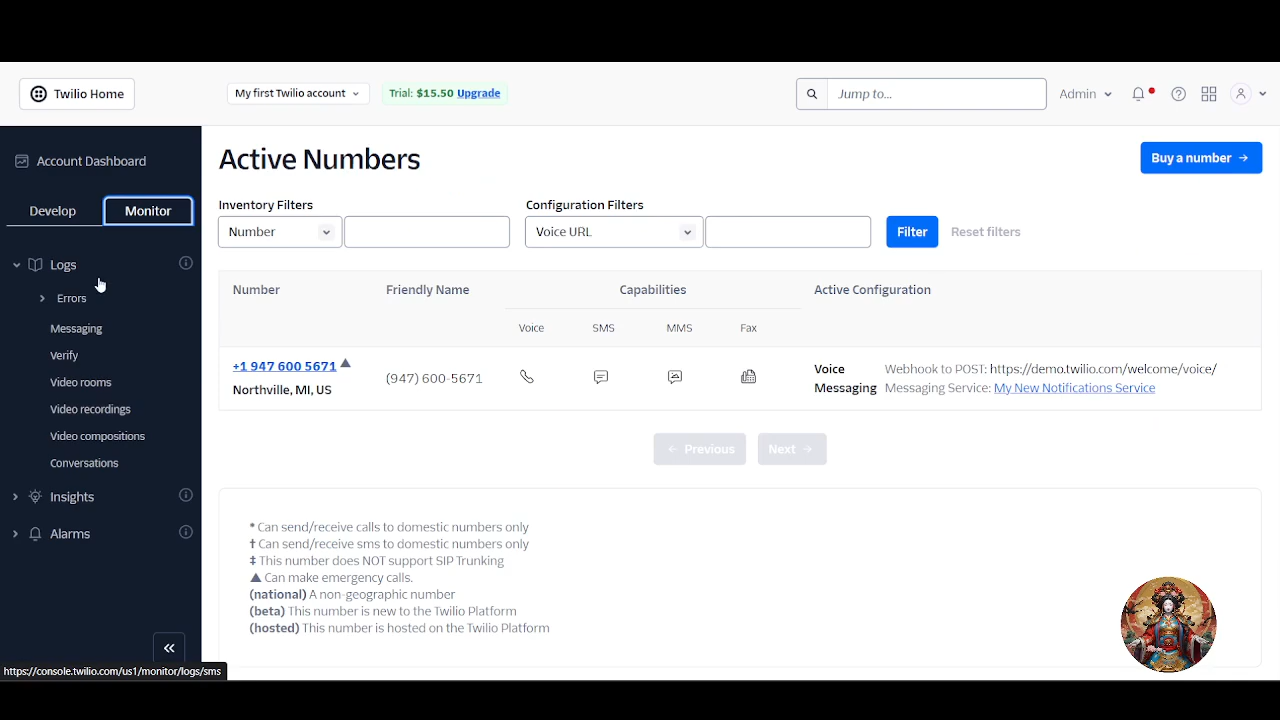 Twilio Home
My first Twilio account
Trial: $15.50 Upgrade
Jump to...
Admin
Account Dashboard
Develop
Monitor
Logs
Errors
Messaging
Verify
Video rooms
Video recordings
Video compositions
Conversations
Insights
Alarms
«
https://console.twilio.com/us1/monitor/logs/sms
Active Numbers
Buy a number →
Inventory Filters
Configuration Filters
Number
Voice URL
Filter
Reset filters
Number
Friendly Name
Capabilities
Active Configuration
Voice
SMS
MMS
Fax
+1 947 600 5671 ▲
Northville, MI, US
(947) 600-5671
Voice Webhook to POST: https://demo.twilio.com/welcome/voice/
Messaging Messaging Service: My New Notifications Service
← Previous
Next →
* Can send/receive calls to domestic numbers only
† Can send/receive sms to domestic numbers only
‡ This number does NOT support SIP Trunking
▲ Can make emergency calls.
(national) A non-geographic number
(beta) This number is new to the Twilio Platform
(hosted) This number is hosted on the Twilio Platform